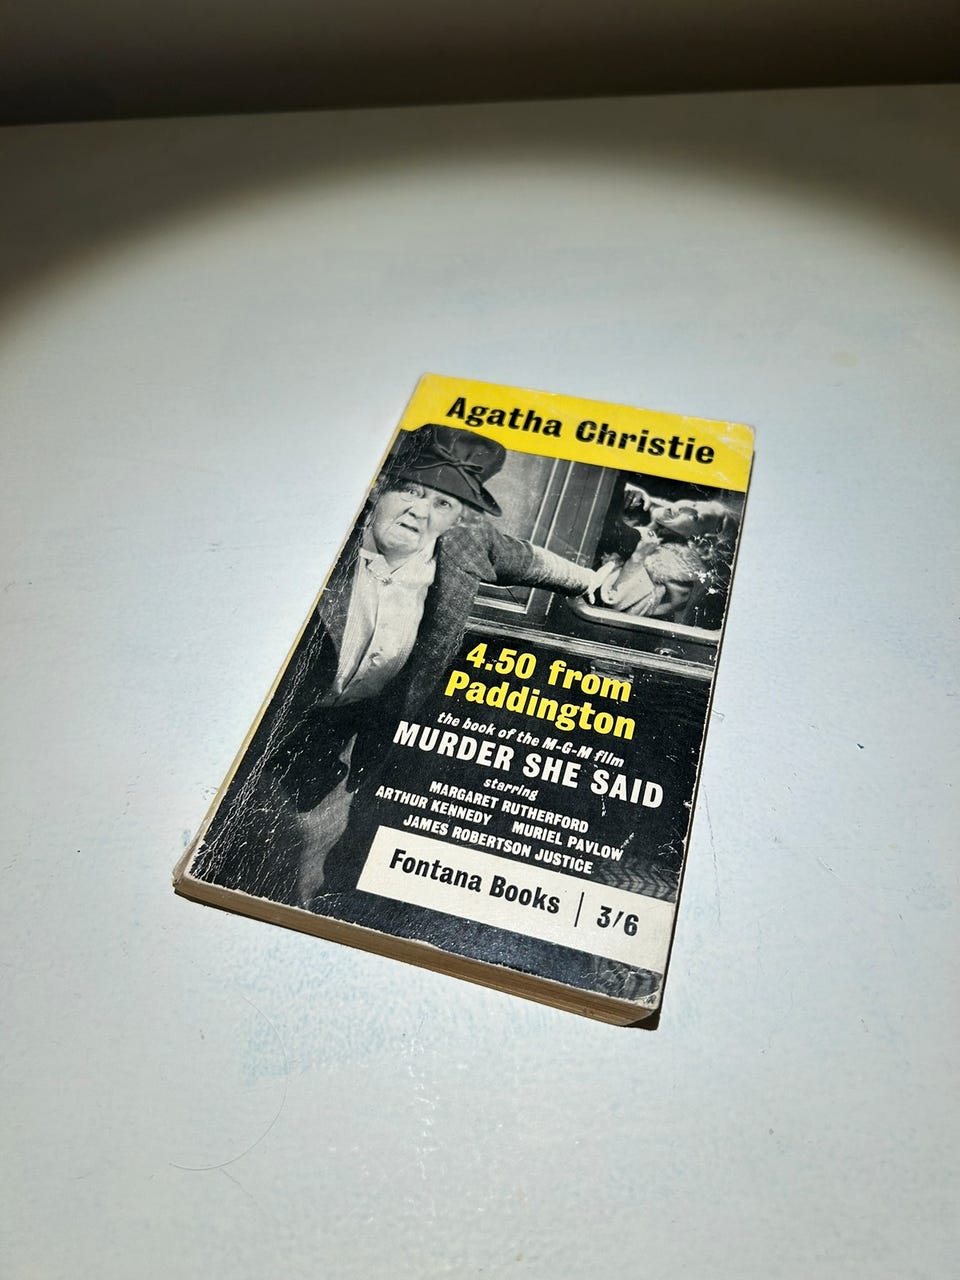 Agatha Christie
4.50 from
Paddington
the book of the M-G-M film
MURDER SHE SAID
starring
MARGARET RUTHERFORD
ARTHUR KENNEDY MURIEL PAVLOW
JAMES ROBERTSON JUSTICE
Fontana Books | 3/6